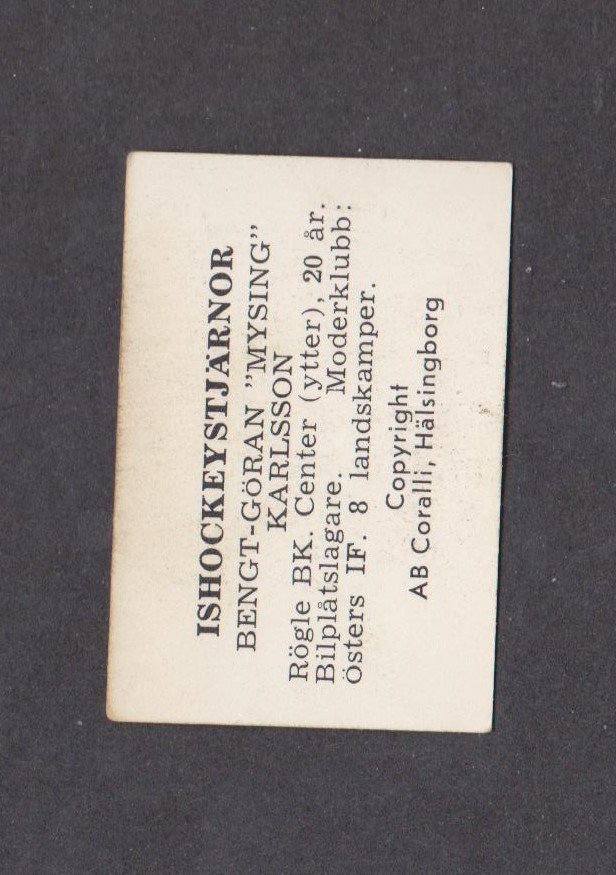 ISHOCKEYSTJÄRNOR
BENGT-GÖRAN ”MYSING”
KARLSSON
Rögle BK. Center (ytter), 20 år.
Bilplåtslagare. Moderklubb:
Östers IF. 8 landskamper.
Copyright
AB Coralli, Hälsingborg